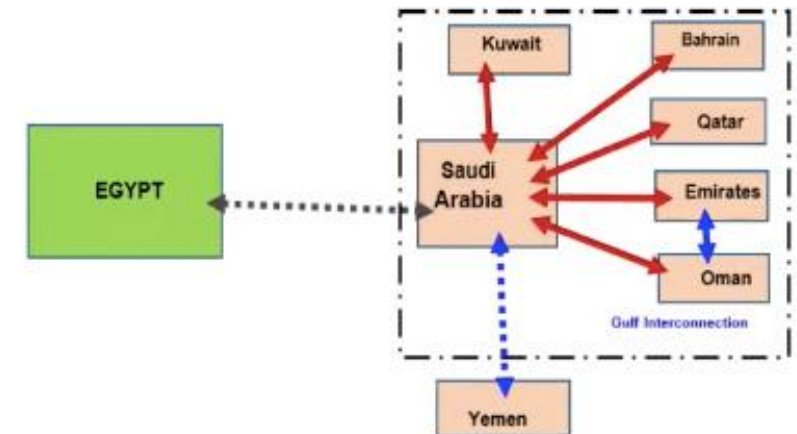 Kuwait
Bahrain
Qatar
Saudi
Arabia
EGYPT
Emirates
Oman
Gulf Interconnection
Yemen